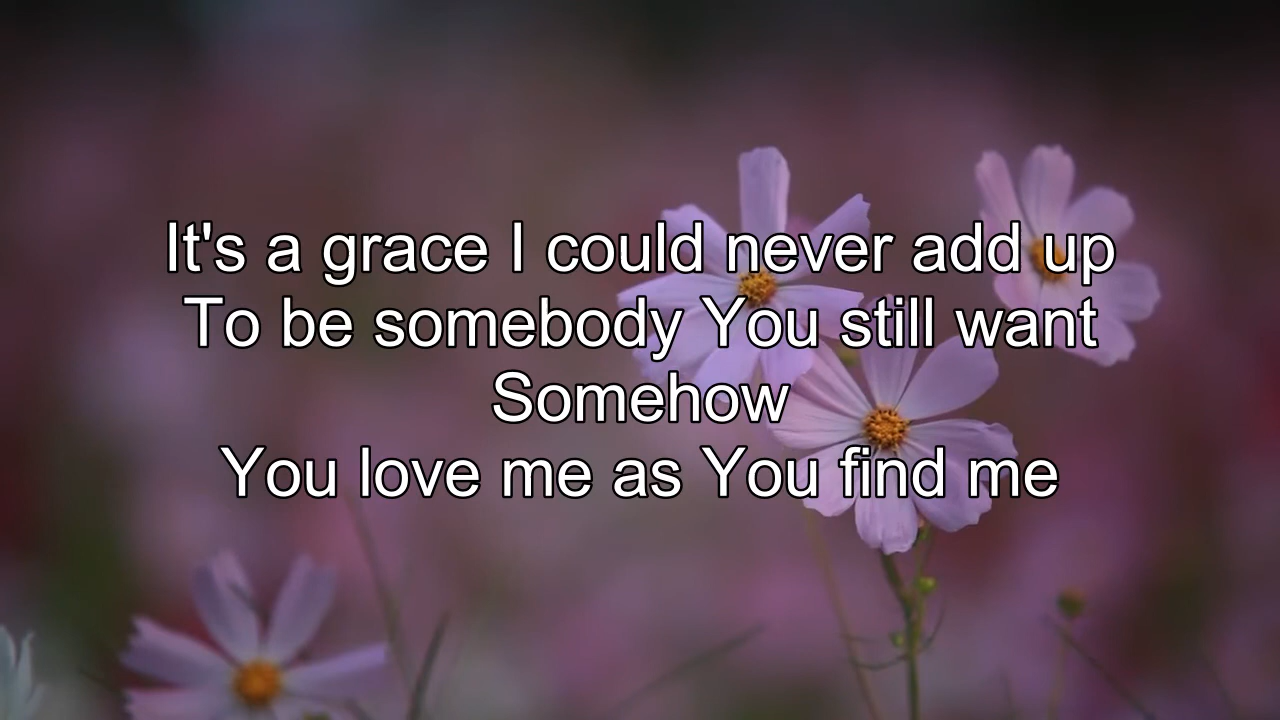 It's a grace I could never add up
To be somebody You still want
Somehow
You love me as You find me